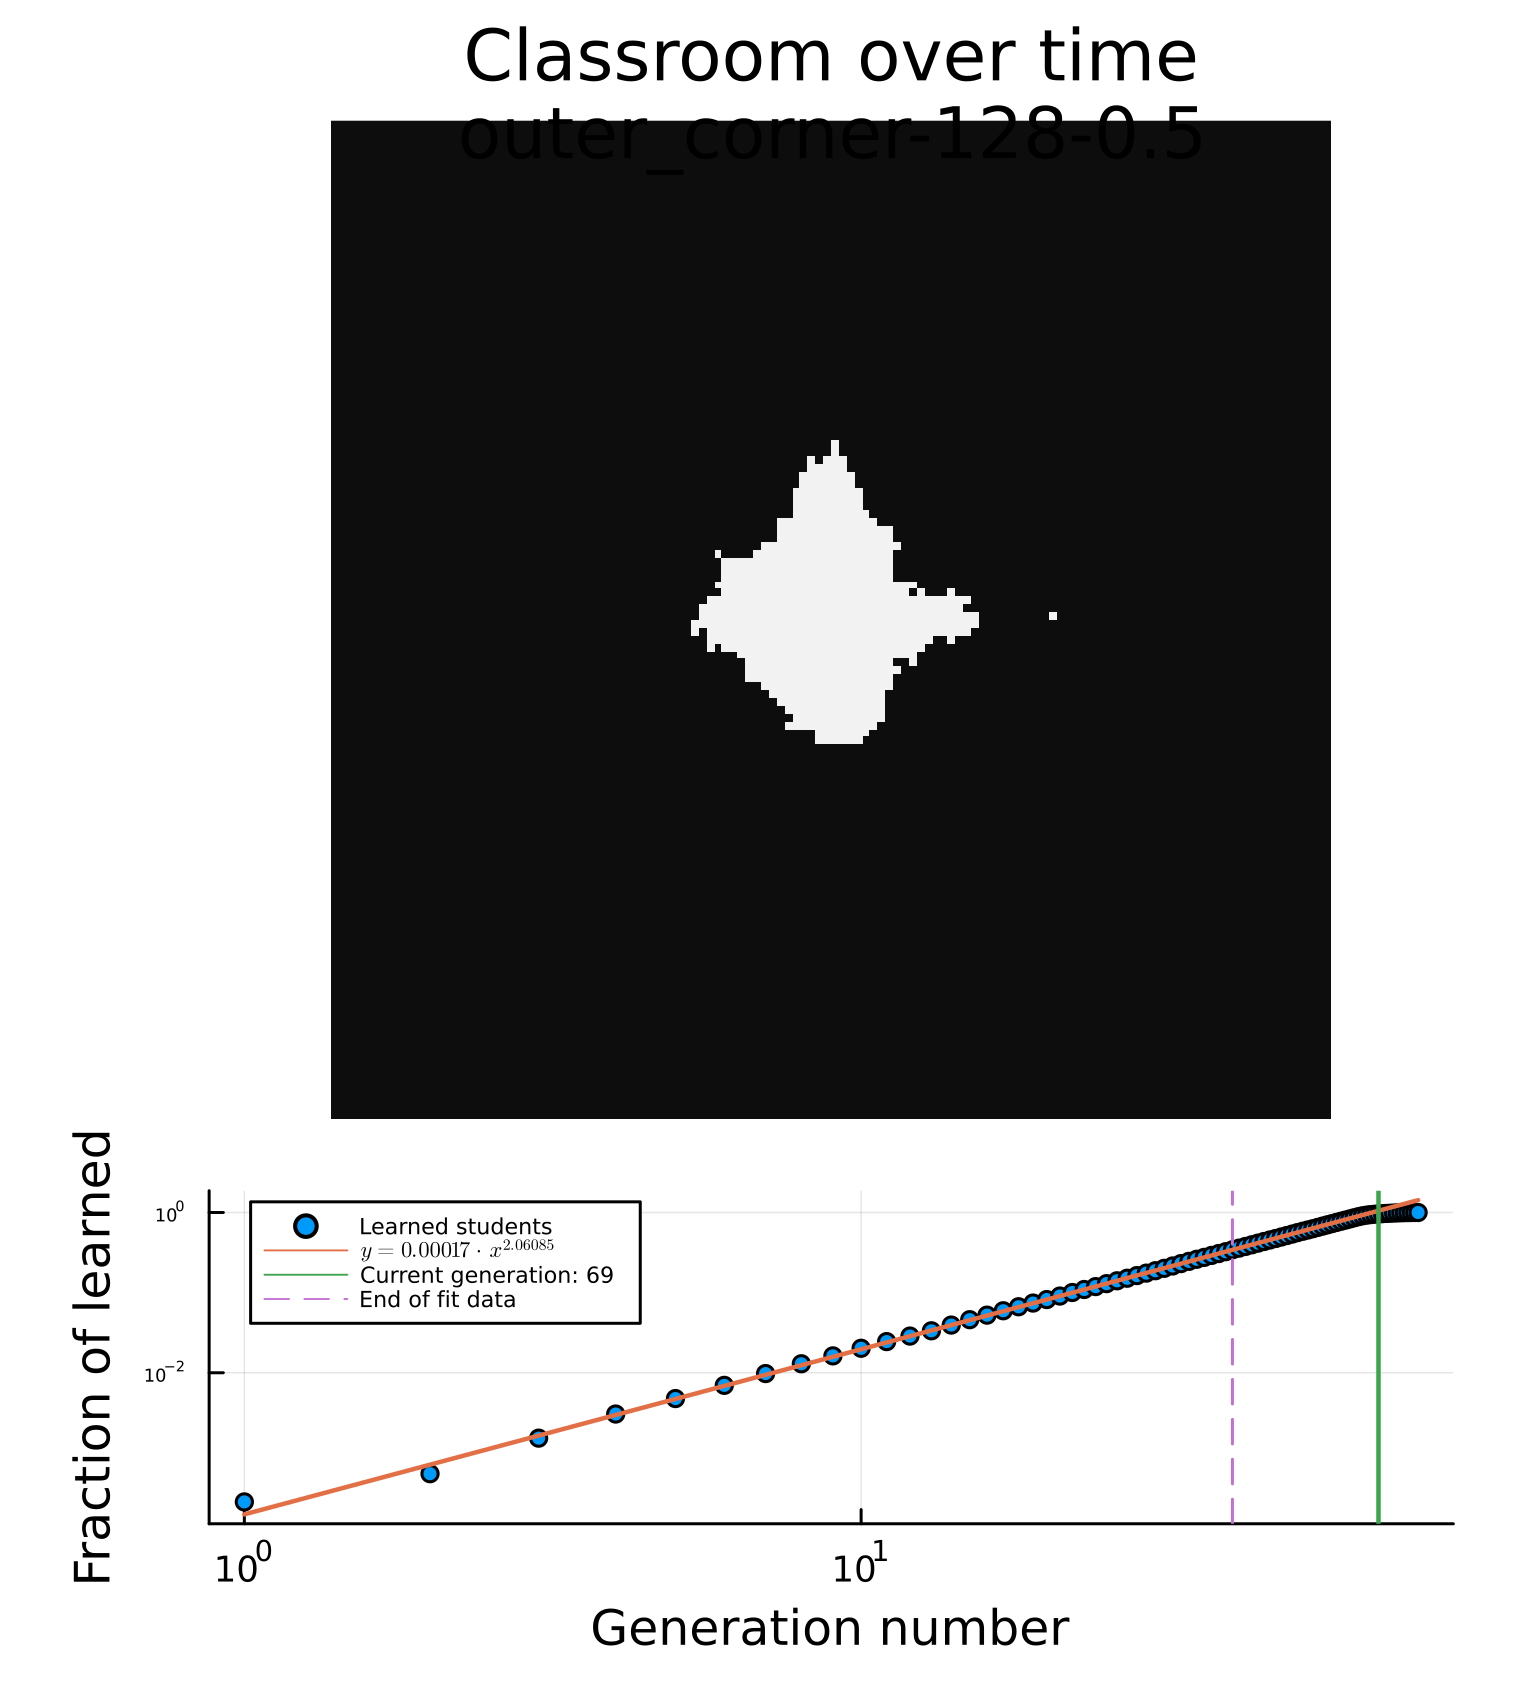 Classroom over time
outer_corner-128-0.5
Fraction of learned
10⁰
10⁻²
Learned students
y = 0.00017 · x^2.06085
Current generation: 69
End of fit data
10⁰
10¹
Generation number